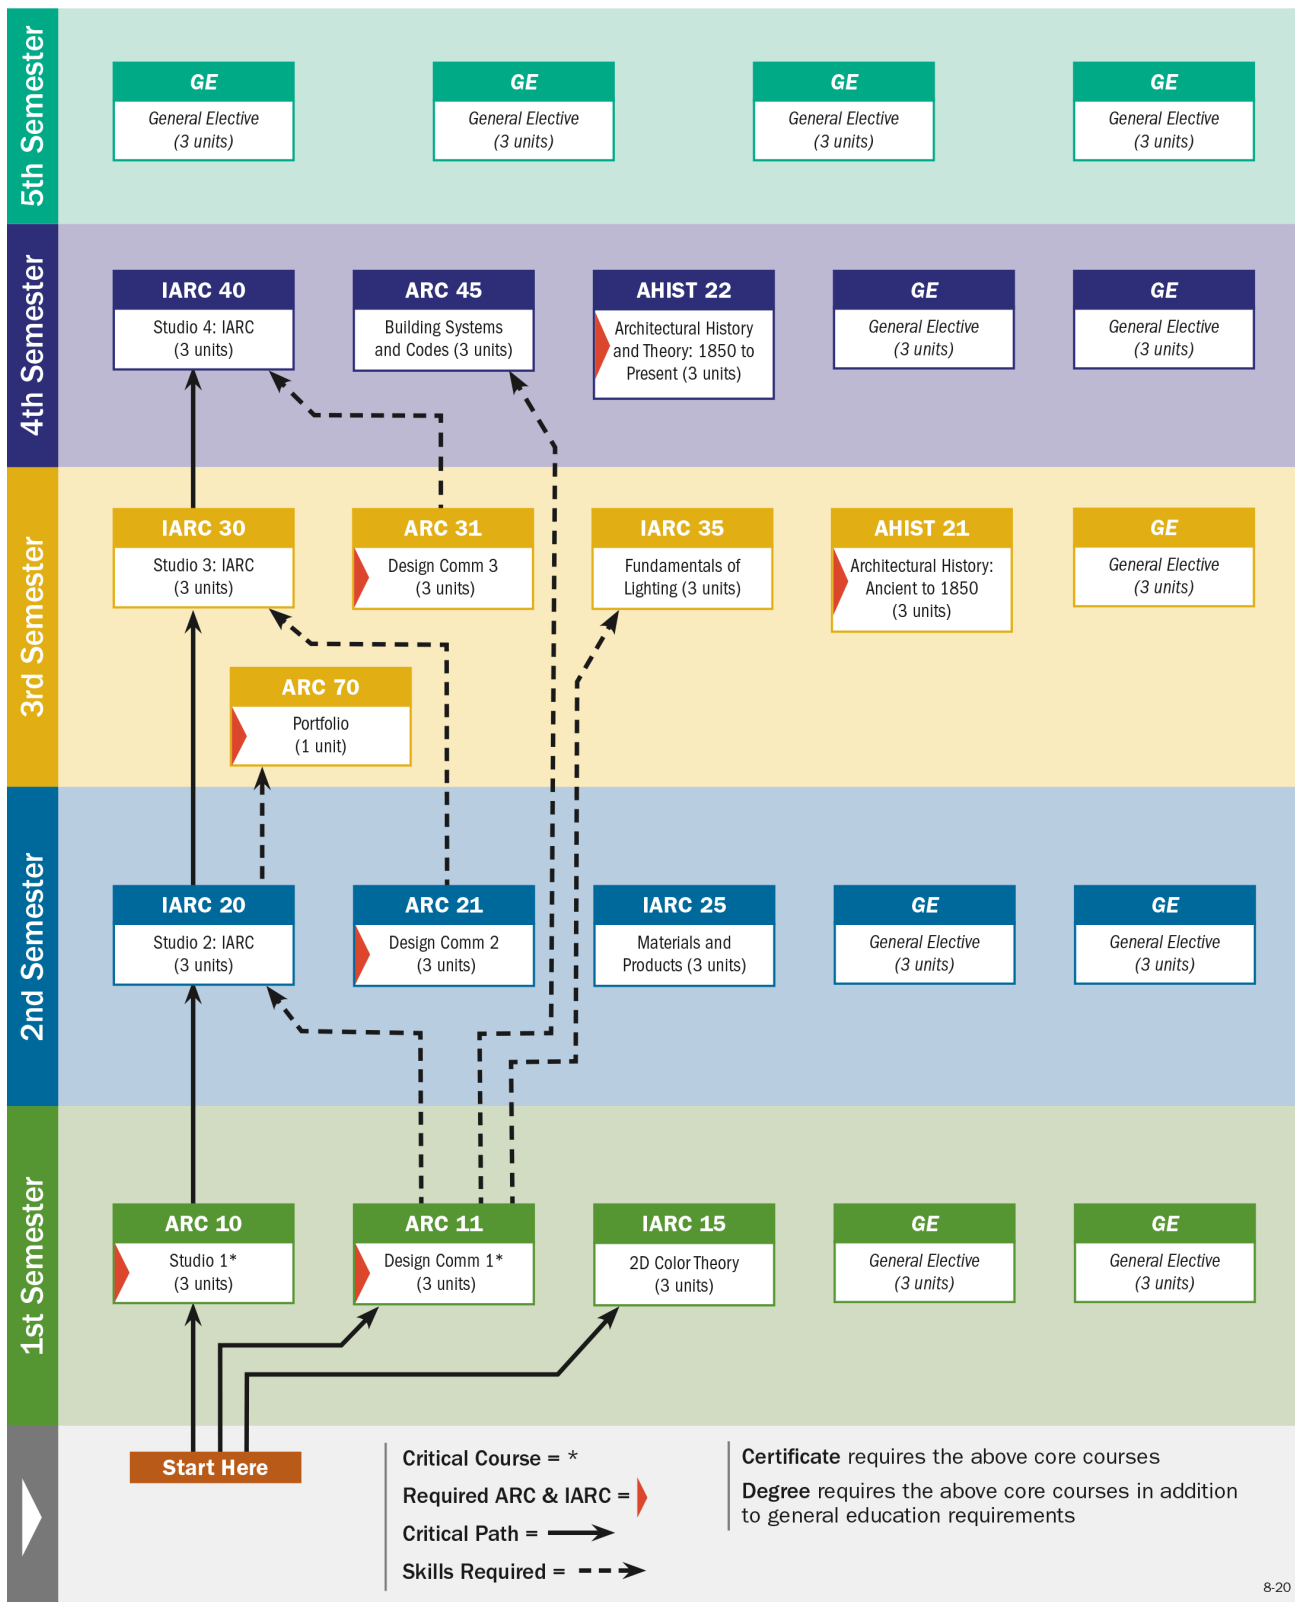 5th Semester
GE
General Elective
(3 units)
GE
General Elective
(3 units)
GE
General Elective
(3 units)
GE
General Elective
(3 units)
4th Semester
IARC 40
Studio 4: IARC
(3 units)
ARC 45
Building Systems
and Codes (3 units)
AHIST 22
Architectural History
and Theory: 1850 to
Present (3 units)
GE
General Elective
(3 units)
GE
General Elective
(3 units)
3rd Semester
IARC 30
Studio 3: IARC
(3 units)
ARC 31
Design Comm 3
(3 units)
IARC 35
Fundamentals of
Lighting (3 units)
AHIST 21
Architectural History:
Ancient to 1850
(3 units)
GE
General Elective
(3 units)
ARC 70
Portfolio
(1 unit)
2nd Semester
IARC 20
Studio 2: IARC
(3 units)
ARC 21
Design Comm 2
(3 units)
IARC 25
Materials and
Products (3 units)
GE
General Elective
(3 units)
GE
General Elective
(3 units)
1st Semester
ARC 10
Studio 1*
(3 units)
ARC 11
Design Comm 1*
(3 units)
IARC 15
2D Color Theory
(3 units)
GE
General Elective
(3 units)
GE
General Elective
(3 units)
Start Here
Critical Course = *
Required ARC & IARC =
Critical Path =
Skills Required =
Certificate requires the above core courses
Degree requires the above core courses in addition
to general education requirements
8-20